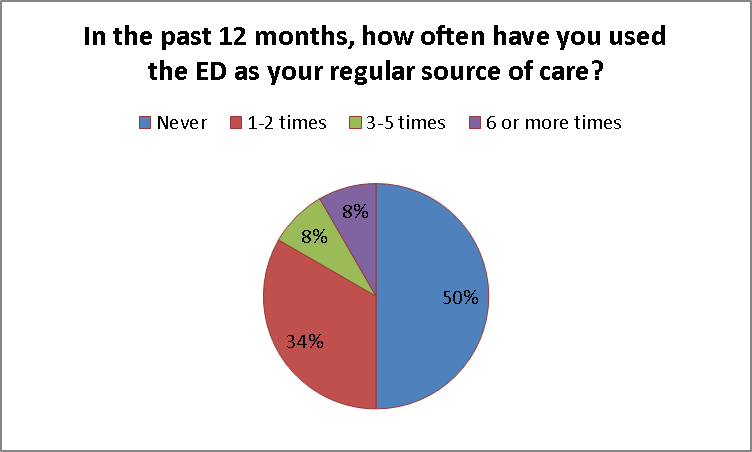 In the past 12 months, how often have you used
the ED as your regular source of care?
Never 1-2 times 3-5 times 6 or more times
8%
8%
50%
34%